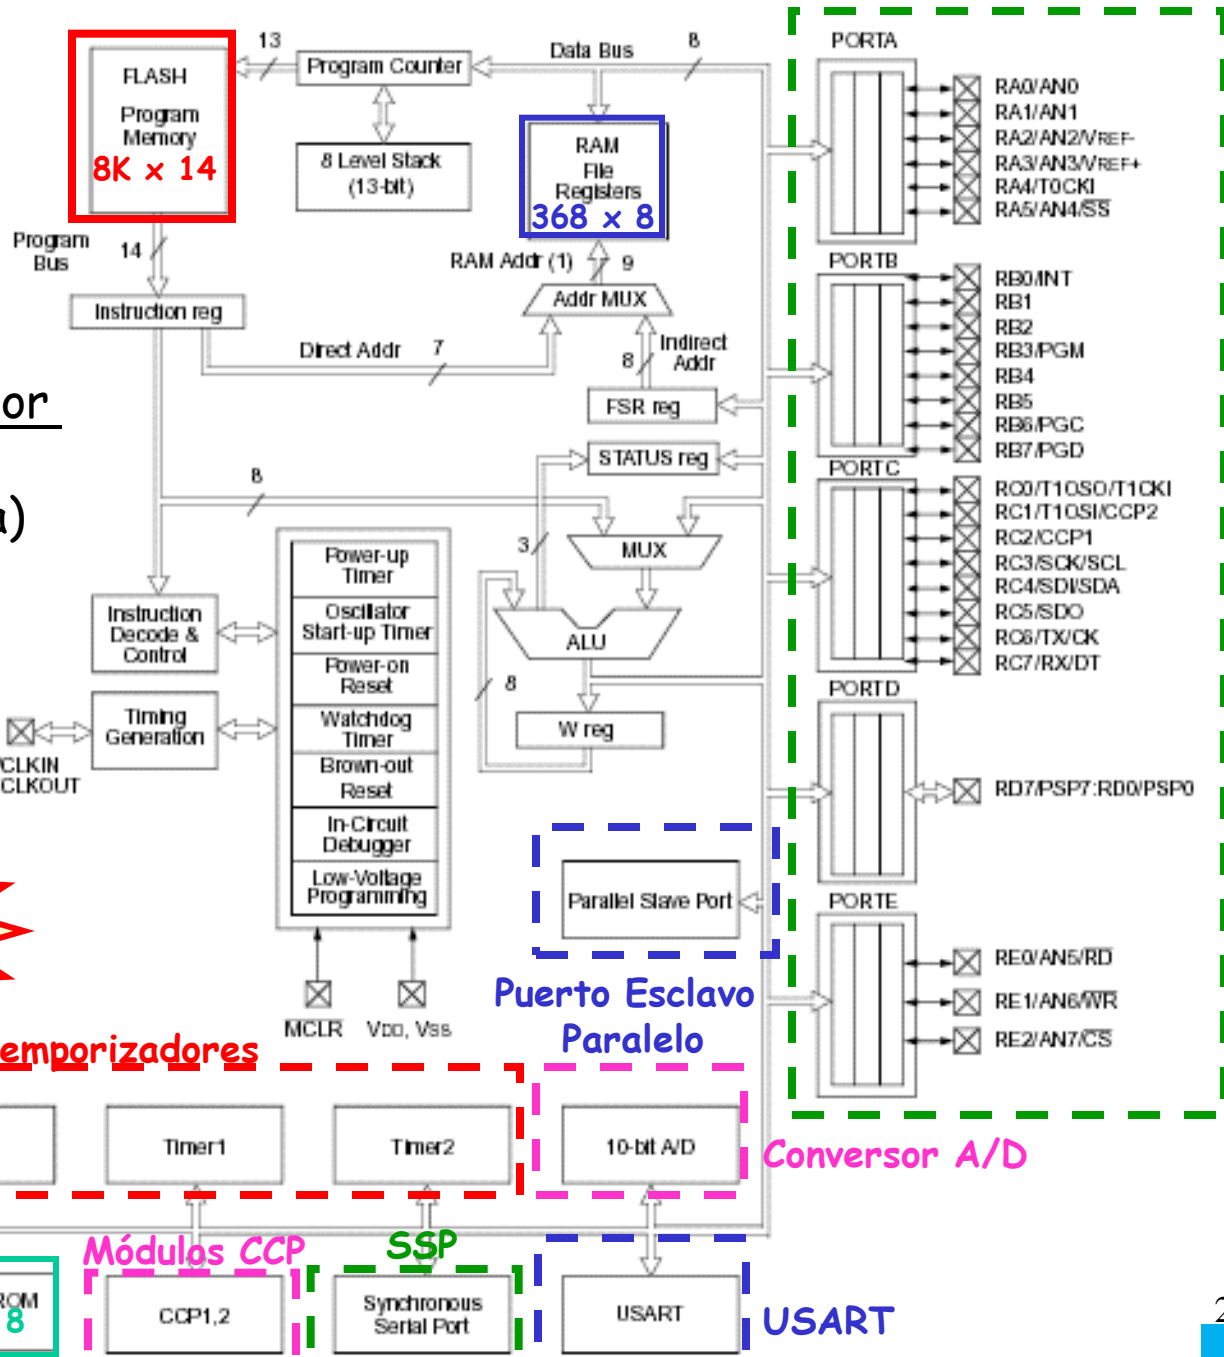 FLASH
Program
Memory
8K x 14
13
Program Counter
Data Bus
8
8 Level Stack
(13-bit)
RAM
File
Registers
368 x 8
Program
Bus
14
RAM Addr (1)
9
Instruction reg
Addr MUX
Direct Addr
7
8
Indirect
Addr
FSR reg
or
STATUS reg
8
a)
3
MUX
Power-up
Timer
Oscillator
Start-up Timer
Power-on
Reset
Watchdog
Timer
Brown-out
Reset
In-Circuit
Debugger
Low-Voltage
Programming
Instruction
Decode &
Control
ALU
8
Timing
Generation
W reg
/CLKIN
CLKOUT
Parallel Slave Port
Puerto Esclavo
Paralelo
MCLR
VDD, VSS
PORTA
RA0/AN0
RA1/AN1
RA2/AN2/VREF-
RA3/AN3/VREF+
RA4/T0CKI
RA5/AN4/SS
PORTB
RB0/INT
RB1
RB2
RB3/PGM
RB4
RB5
RB6/PGC
RB7/PGD
PORTC
RC0/T1OSO/T1CKI
RC1/T1OSI/CCP2
RC2/CCP1
RC3/SCK/SCL
RC4/SDI/SDA
RC5/SDO
RC6/TX/CK
RC7/RX/DT
PORTD
RD7/PSP7:RD0/PSP0
PORTE
RE0/AN5/RD
RE1/AN6/WR
RE2/AN7/CS
emporizadores
Timer1
Timer2
10-bit A/D
Conversor A/D
Módulos CCP
SSP
ROM
8
CCP1,2
Synchronous
Serial Port
USART
USART
2